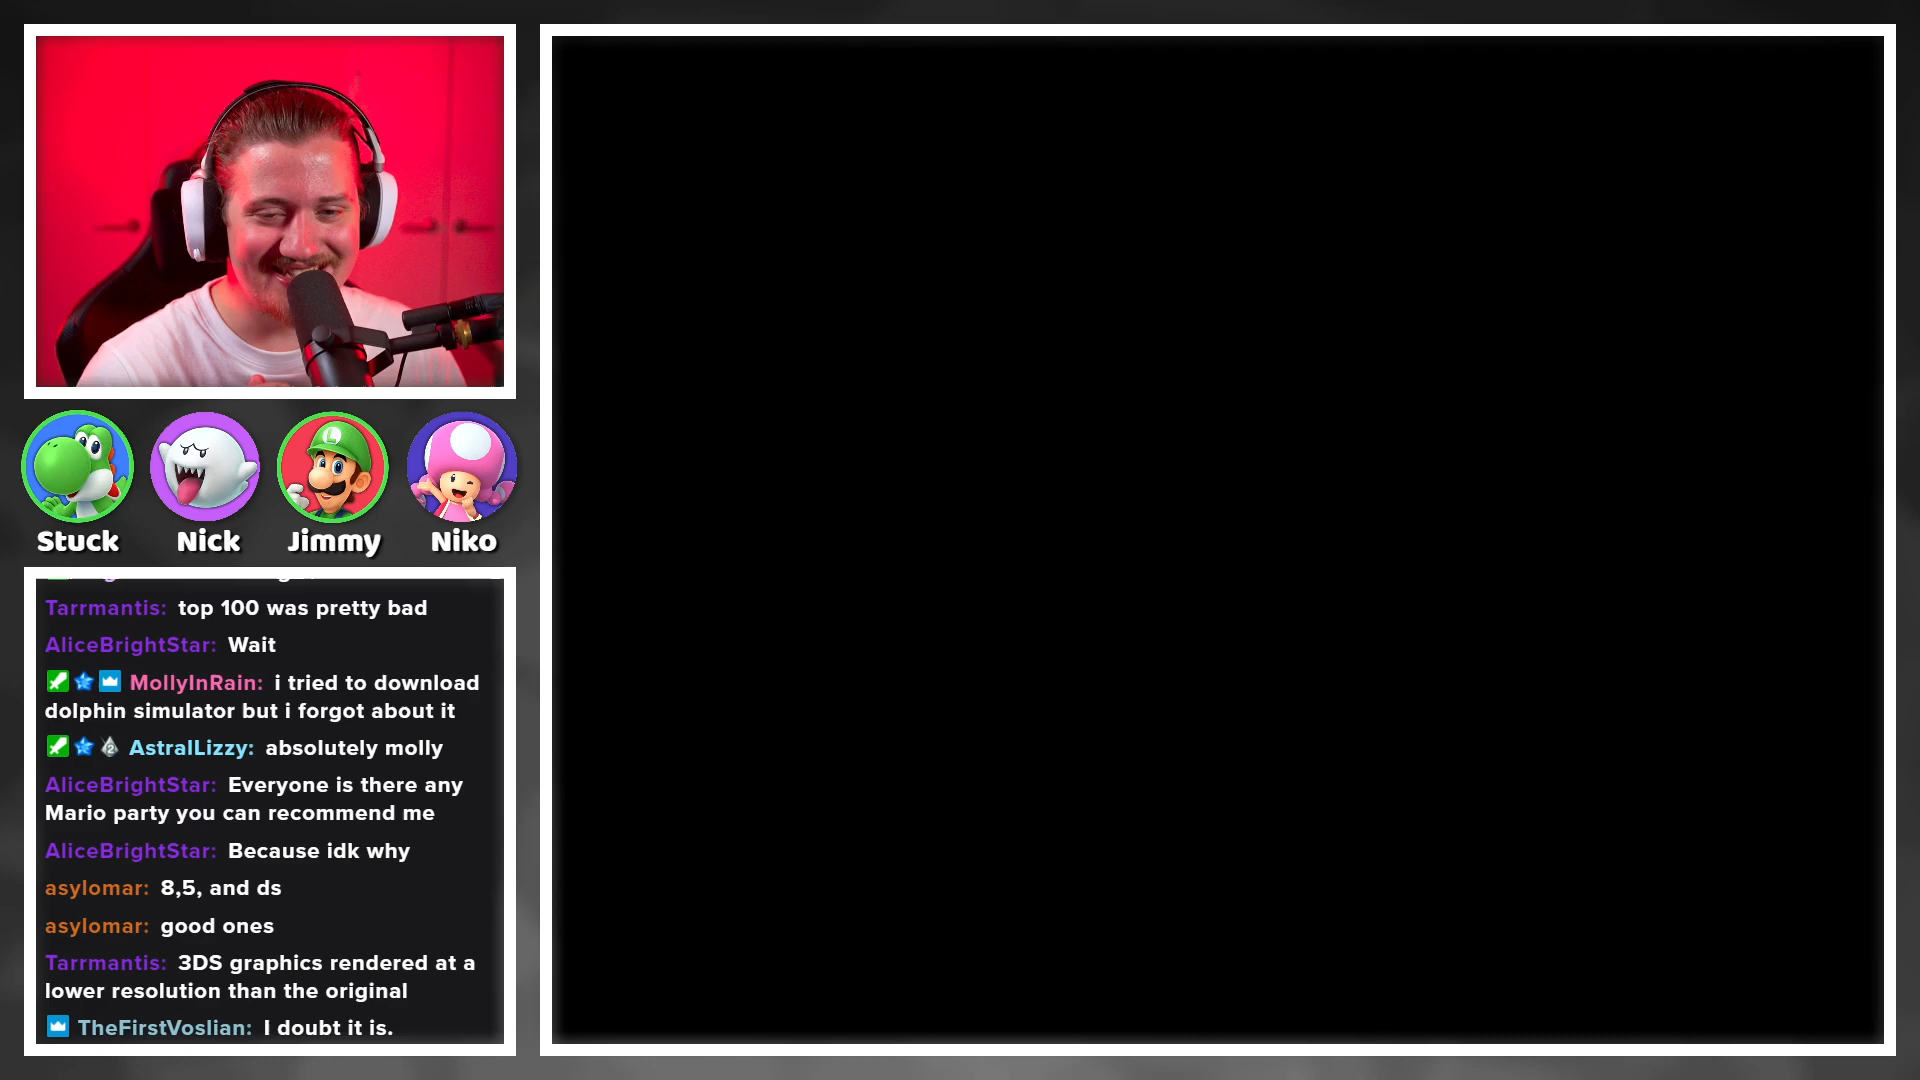 Stuck Nick Jimmy Niko
Tarrmantis: top 100 was pretty bad
AliceBrightStar: Wait
MollyInRain: i tried to download
dolphin simulator but i forgot about it
AstralLizzy: absolutely molly
AliceBrightStar: Everyone is there any
Mario party you can recommend me
AliceBrightStar: Because idk why
asylomar: 8,5, and ds
asylomar: good ones
Tarrmantis: 3DS graphics rendered at a
lower resolution than the original
TheFirstVoslian: I doubt it is.